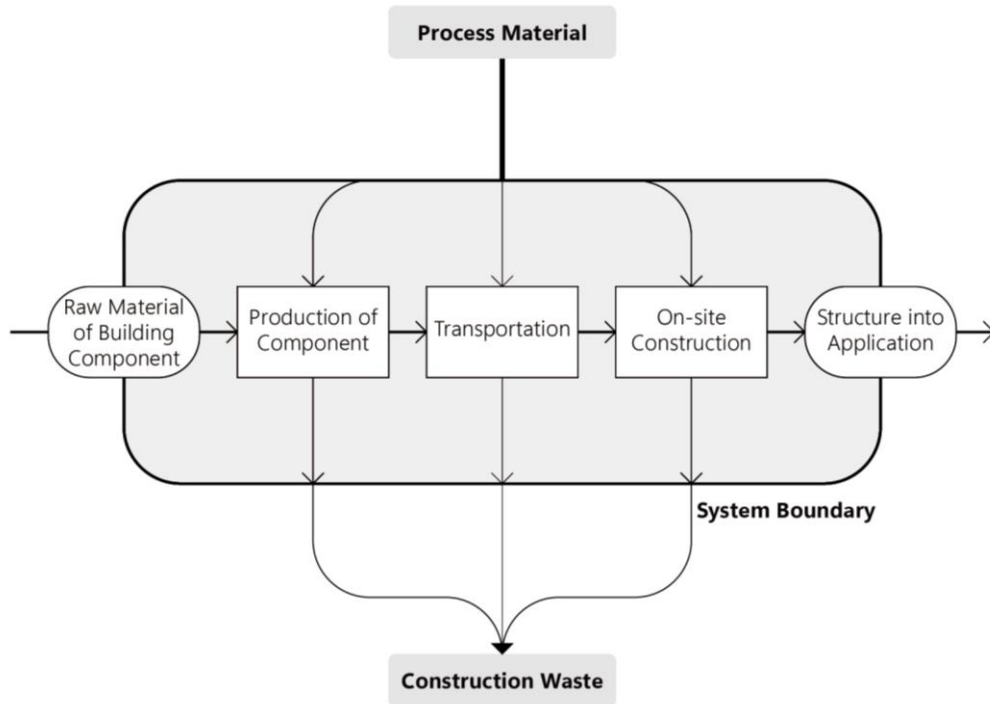 Process Material
Raw Material
of Building
Component
Production of
Component
Transportation
On-site
Construction
Structure into
Application
System Boundary
Construction Waste